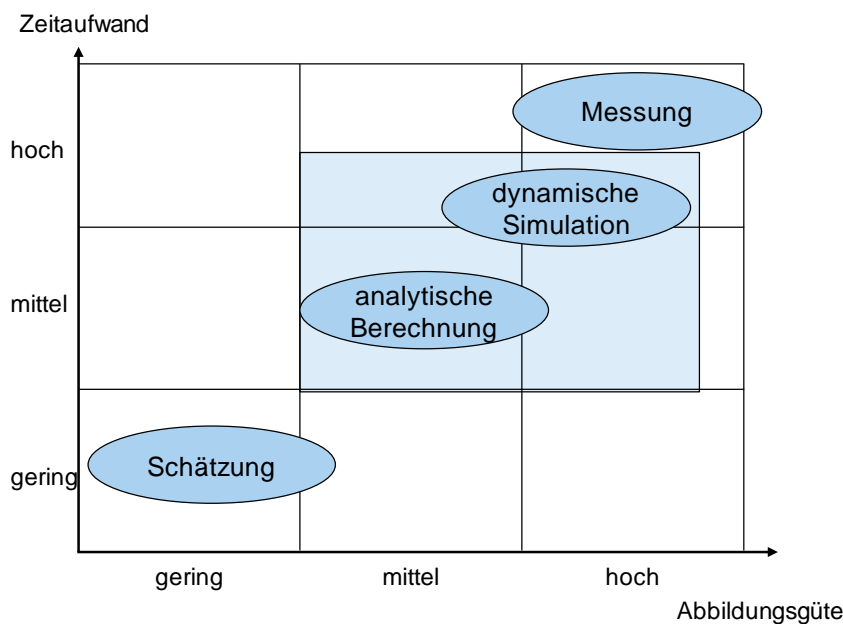 Zeitaufwand
Messung
hoch
dynamische
Simulation
analytische
mittel
Berechnung
Schätzung
gering
gering mittel hoch
Abbildungsgüte